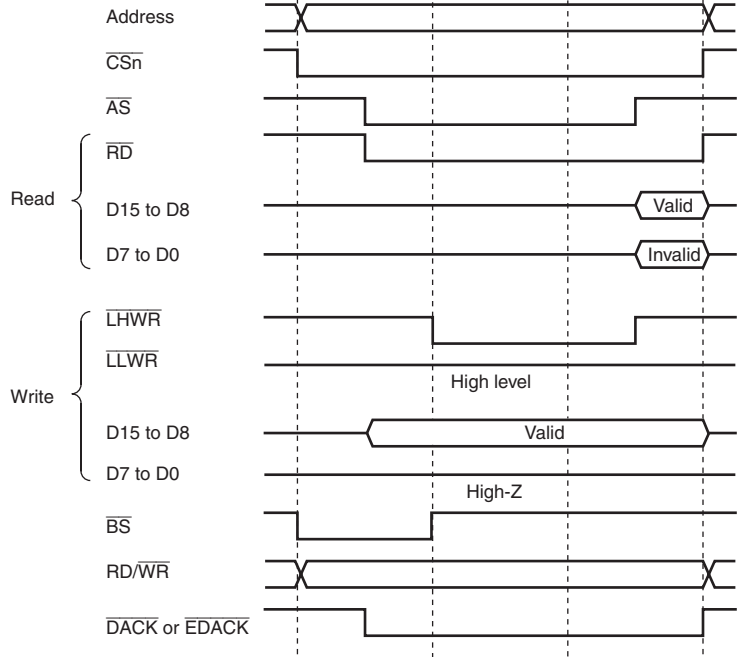 Address
CSn
AS
RD
Read
D15 to D8
Valid
D7 to D0
Invalid
LHWR
LLWR
High level
Write
D15 to D8
Valid
D7 to D0
High-Z
BS
RD/WR
DACK or EDACK